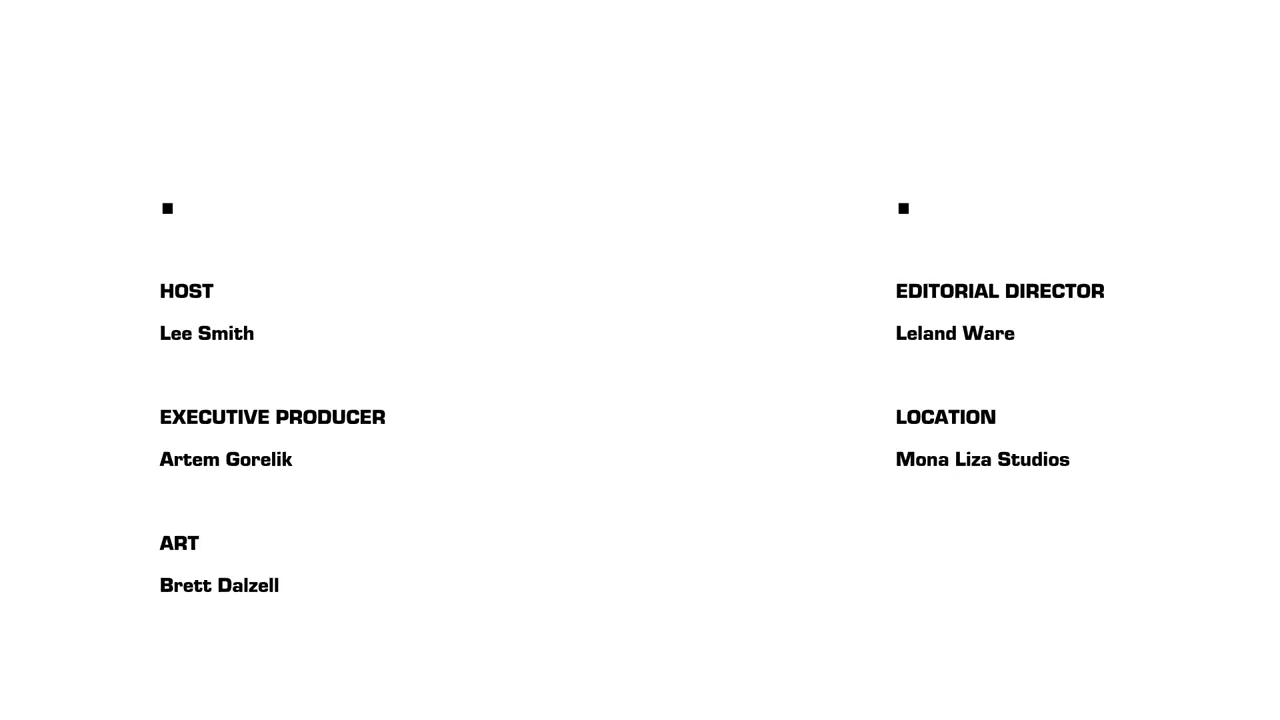 .
HOST
Lee Smith
EXECUTIVE PRODUCER
Artem Gorelik
ART
Brett Dalzell
.
EDITORIAL DIRECTOR
Leland Ware
LOCATION
Mona Liza Studios